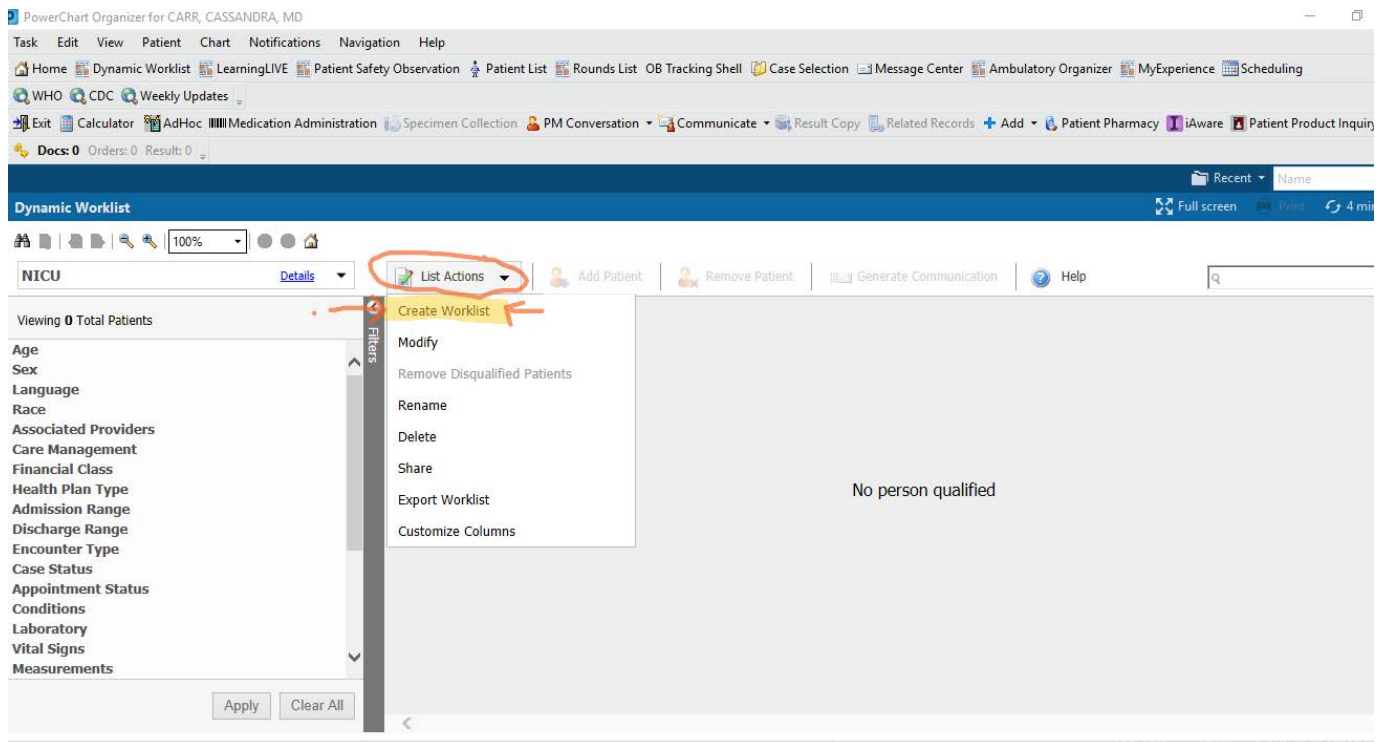 PowerChart Organizer for CARR, CASSANDRA, MD
Task Edit View Patient Chart Notifications Navigation Help
Home Dynamic Worklist LearningLIVE Patient Safety Observation Patient List Rounds List OB Tracking Shell Case Selection Message Center Ambulatory Organizer MyExperience Scheduling
WHO CDC Weekly Updates
Exit Calculator AdHoc Medication Administration Specimen Collection PM Conversation Communicate Result Copy Related Records Add Patient Pharmacy iAware Patient Product Inquiry
Docs: 0 Orders: 0 Result: 0
Recent Name
Dynamic Worklist Full screen Print 4 min
100%
NICU Details List Actions Add Patient Remove Patient Generate Communication Help
Viewing 0 Total Patients
Filters
Age
Sex
Language
Race
Associated Providers
Care Management
Financial Class
Health Plan Type
Admission Range
Discharge Range
Encounter Type
Case Status
Appointment Status
Conditions
Laboratory
Vital Signs
Measurements
Apply Clear All
Create Worklist
Modify
Remove Disqualified Patients
Rename
Delete
Share
Export Worklist
Customize Columns
No person qualified